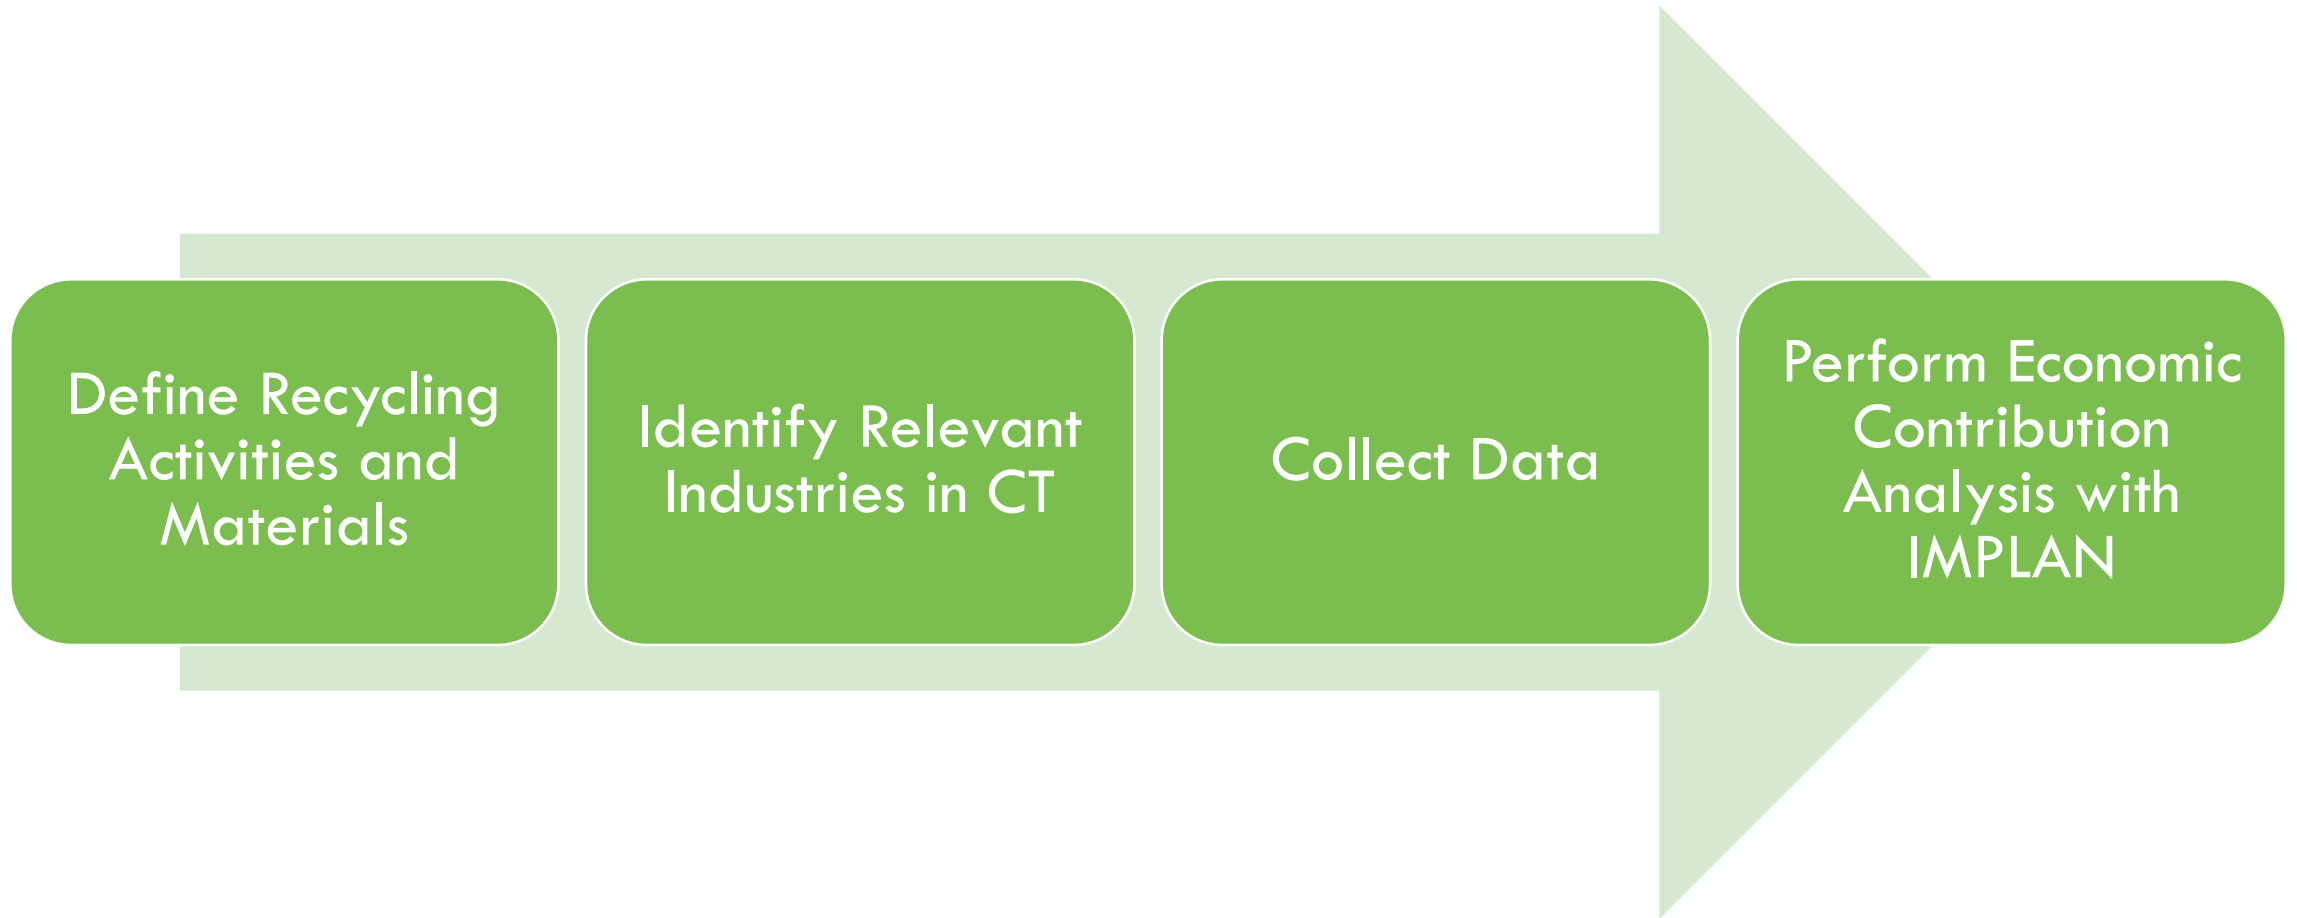 Define Recycling
Activities and
Materials
Identify Relevant
Industries in CT
Collect Data
Perform Economic
Contribution
Analysis with
IMPLAN